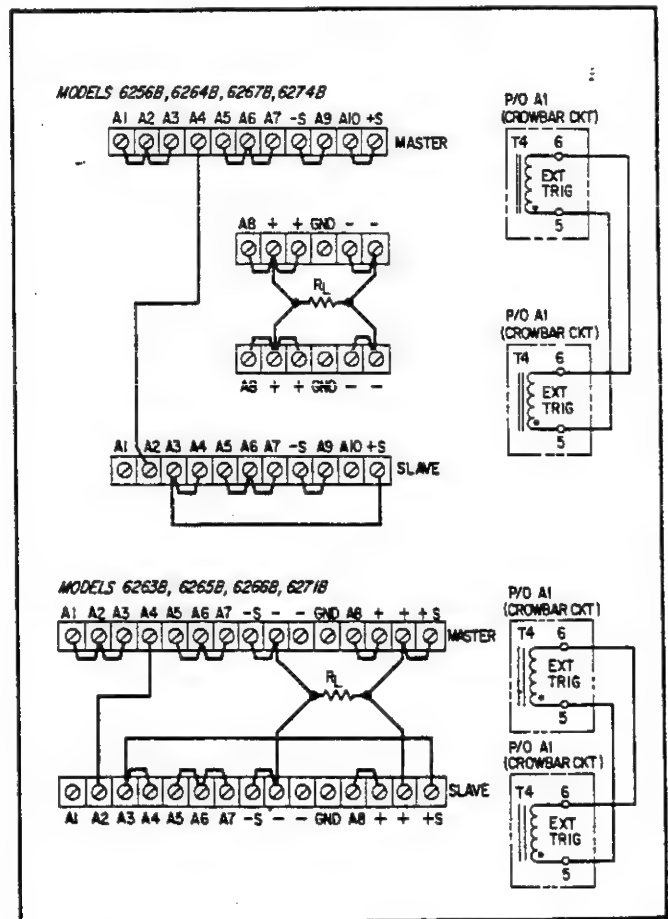 MODELS 6256B, 6264B, 6267B, 6274B
A1 A2 A3 A4 A5 A6 A7 -S A9 A10 +S
MASTER
A8 + + GND - -
RL
A8 + + GND - -
A1 A2 A3 A4 A5 A6 A7 -S A9 A10 +S
SLAVE
P/O A1
(CROWBAR CKT)
T4 6
EXT
TRIG
5
P/O A1
(CROWBAR CKT)
T4 6
EXT
TRIG
5
MODELS 6263B, 6265B, 6266B, 6271B
A1 A2 A3 A4 A5 A6 A7 -S - - GND A8 + + +S
MASTER
RL
SLAVE
A1 A2 A3 A4 A5 A6 A7 -S - - GND A8 + + +S
P/O A1
(CROWBAR CKT)
T4 6
EXT
TRIG
5
P/O A1
(CROWBAR CKT)
T4 6
EXT
TRIG
5